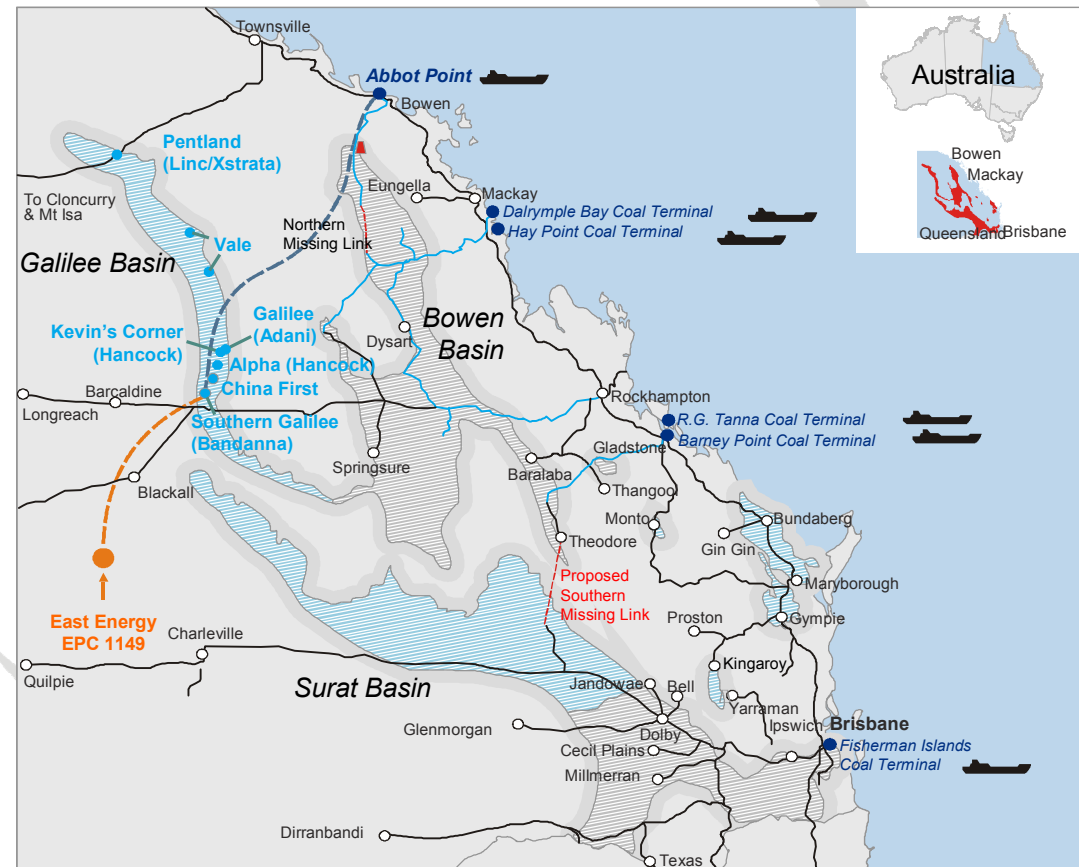 Townsville
Abbot Point
Bowen
Pentland
(Linc/Xstrata)
To Cloncurry
& Mt Isa
Eungella
Mackay
Dalrymple Bay Coal Terminal
Hay Point Coal Terminal
Northern
Missing Link
Vale
Galilee Basin
Galilee
(Adani)
Kevin's Corner
(Hancock)
Alpha (Hancock)
China First
Southern Galilee
(Bandanna)
Bowen
Basin
Dysart
Barcaldine
Longreach
Rockhampton
R.G. Tanna Coal Terminal
Barney Point Coal Terminal
Gladstone
Springsure
Baralaba
Thangool
Blackall
Monto
Bundaberg
Gin Gin
Theodore
Maryborough
Proposed
Southern
Missing Link
Proston
Gympie
East Energy
EPC 1149
Charleville
Quilpie
Kingaroy
Surat Basin
Jandowae
Bell
Yarraman
Ipswich
Brisbane
Glenmorgan
Dolby
Cecil Plains
Millmerran
Fisherman Islands
Coal Terminal
Dirranbandi
Texas
Australia
Bowen
Mackay
Queensland
Brisbane